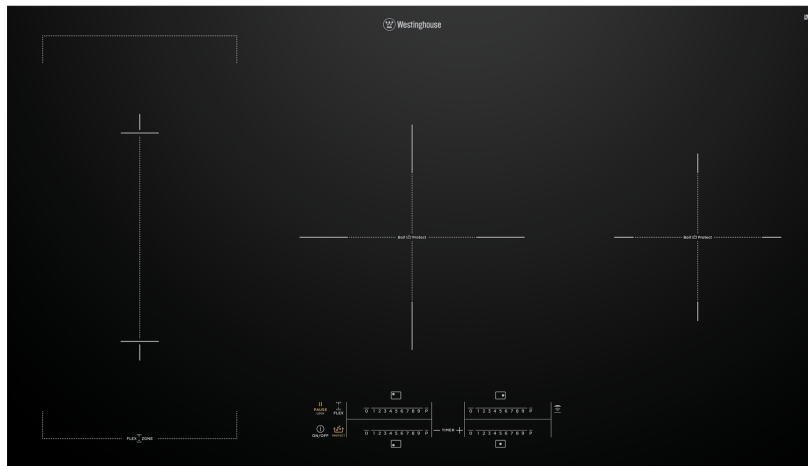 Westinghouse
Boil Protect
Boil Protect
PAUSE
LOCK
FLEX
0 1 2 3 4 5 6 7 8 9 P
0 1 2 3 4 5 6 7 8 9 P
ON/OFF
PROTECT
0 1 2 3 4 5 6 7 8 9 P
TIMER
0 1 2 3 4 5 6 7 8 9 P
FLEX ZONE